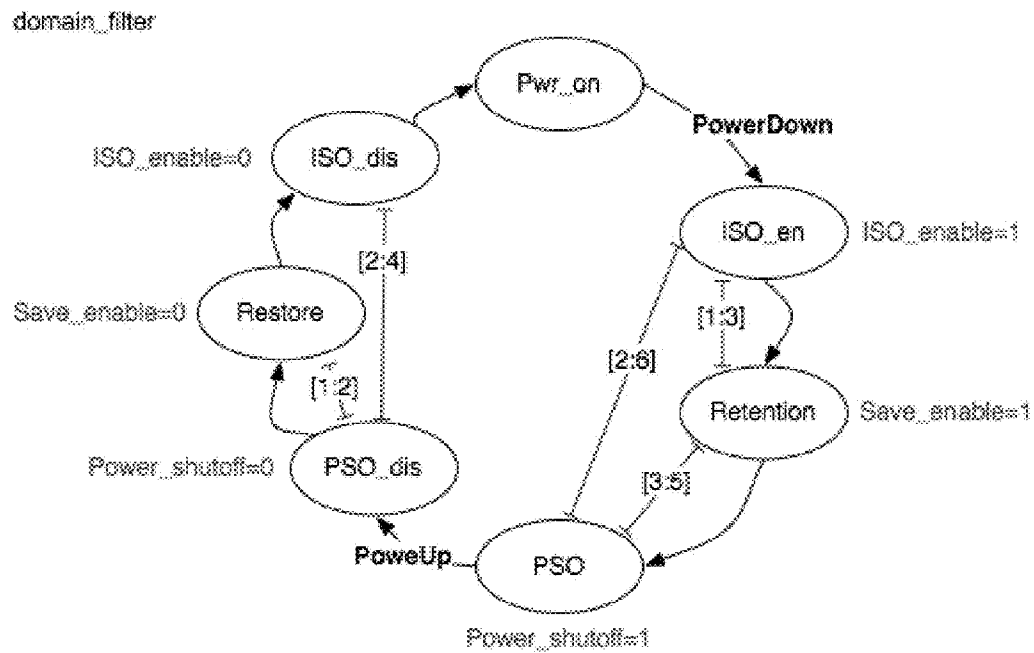 domain_filter
Pwr_on
PowerDown
ISO_enable=0
ISO_dis
ISO_en
ISO_enable=1
[2:4]
Save_enable=0
Restore
[1:3]
[2:6]
[1:2]
Retention
Save_enable=1
Power_shutoff=0
PSO_dis
[3:5]
PoweUp
PSO
Power_shutoff=1